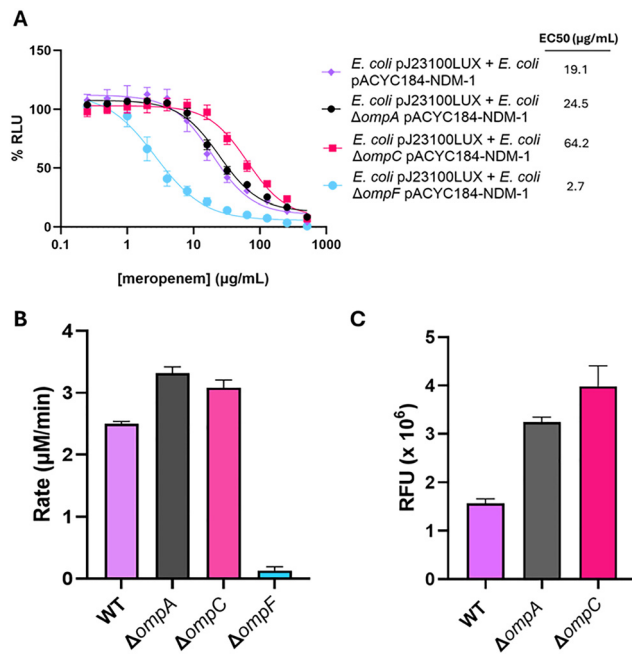 A
EC50 (µg/mL)
150
100
50
0
% RLU
0.1 1 10 100 1000
[meropenem] (µg/mL)
E. coli pJ23100LUX + E. coli
pACYC184-NDM-1
19.1
E. coli pJ23100LUX + E. coli
ΔompA pACYC184-NDM-1
24.5
E. coli pJ23100LUX + E. coli
ΔompC pACYC184-NDM-1
64.2
E. coli pJ23100LUX + E. coli
ΔompF pACYC184-NDM-1
2.7
B
4
3
2
1
0
Rate (µM/min)
WT ΔompA ΔompC ΔompF
C
5
4
3
2
1
0
RFU (x 10⁶)
WT ΔompA ΔompC